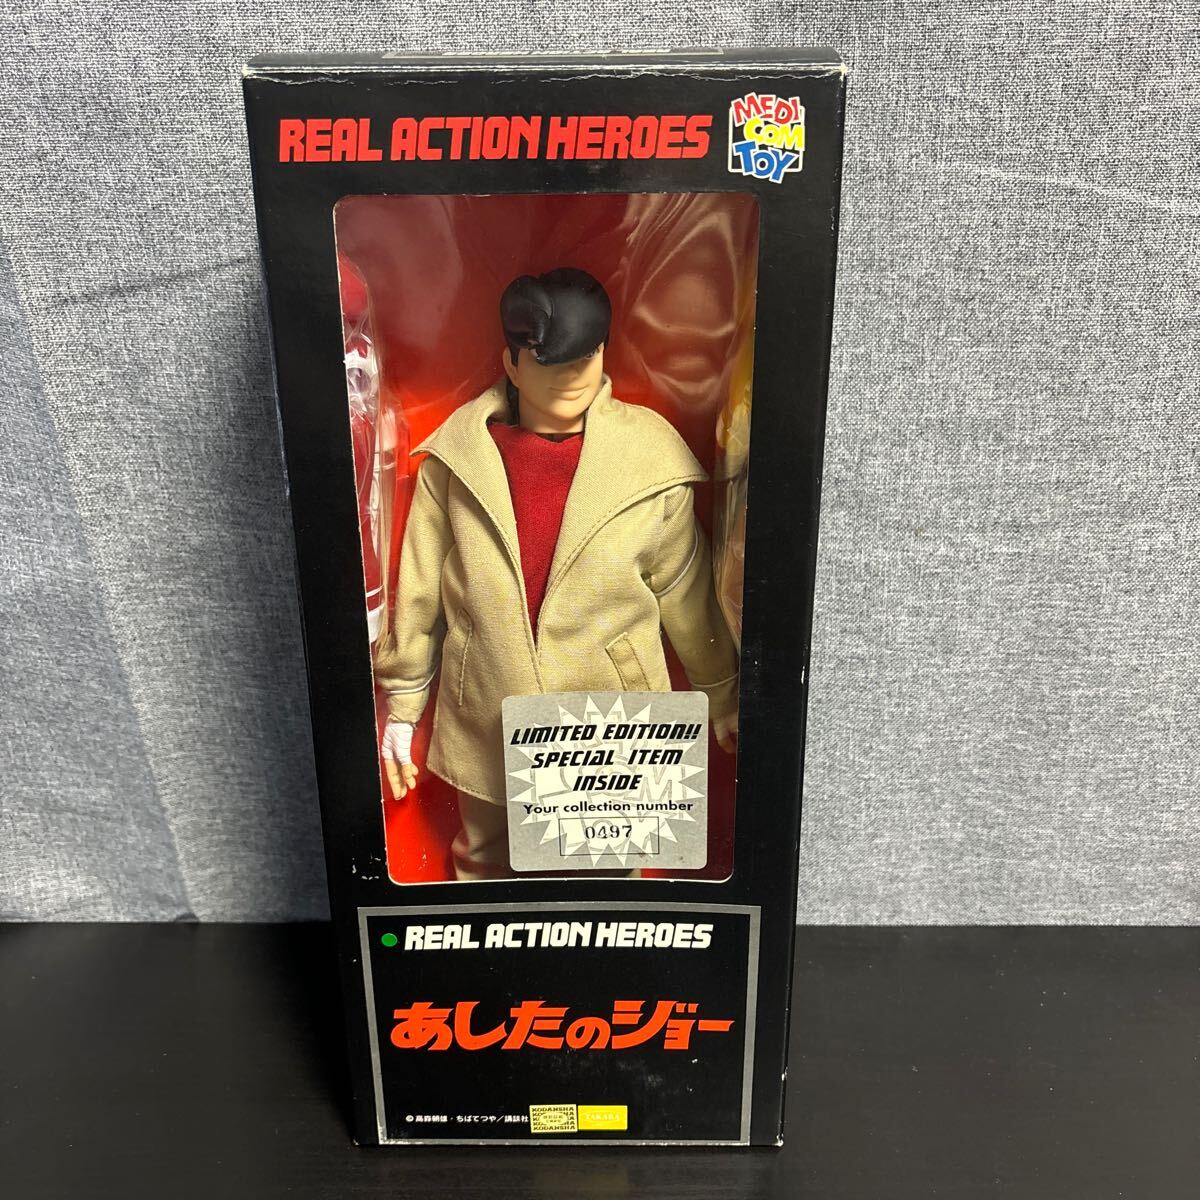 REAL ACTION HEROES
MEDI
COM
TOY
LIMITED EDITION!!
SPECIAL ITEM
INSIDE
Your collection number
0497
REAL ACTION HEROES
あしたのジョー
©高森朝雄・ちばてつや/講談社
KODANSHA
KODANSHA
TAKARA